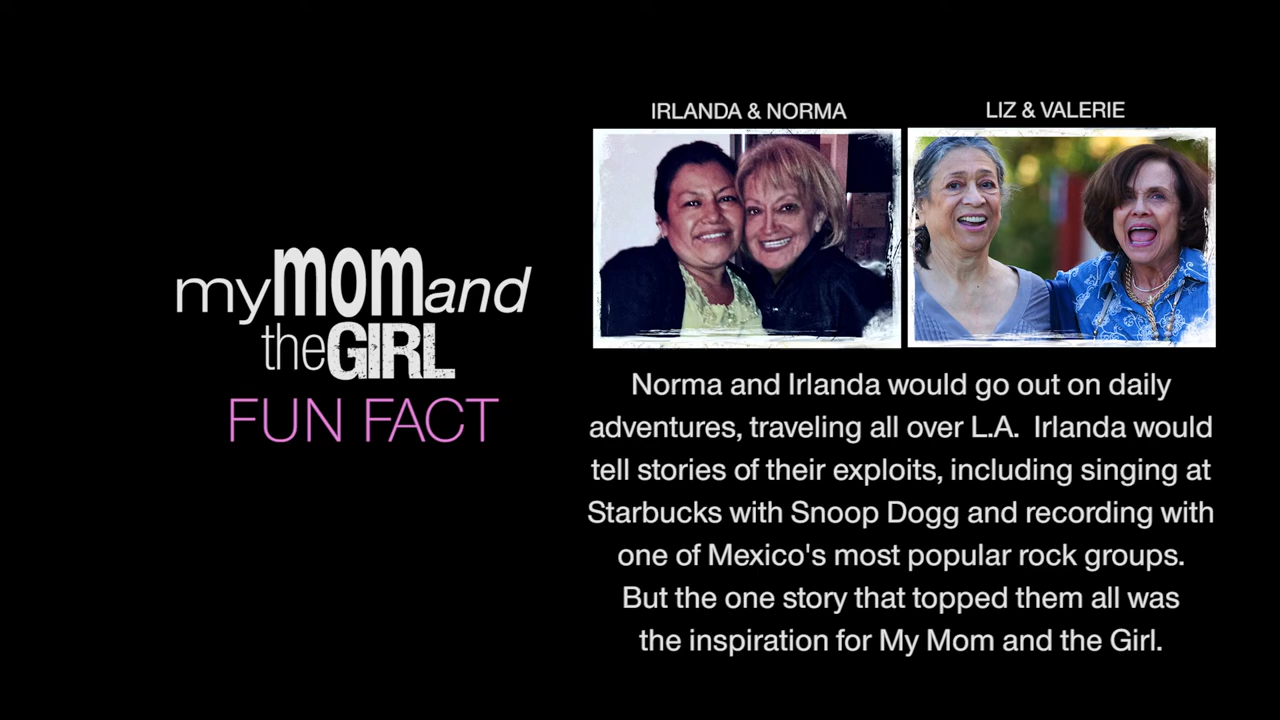 my mom and
the GIRL
FUN FACT
IRLANDA & NORMA
LIZ & VALERIE
Norma and Irlanda would go out on daily
adventures, traveling all over L.A. Irlanda would
tell stories of their exploits, including singing at
Starbucks with Snoop Dogg and recording with
one of Mexico's most popular rock groups.
But the one story that topped them all was
the inspiration for My Mom and the Girl.